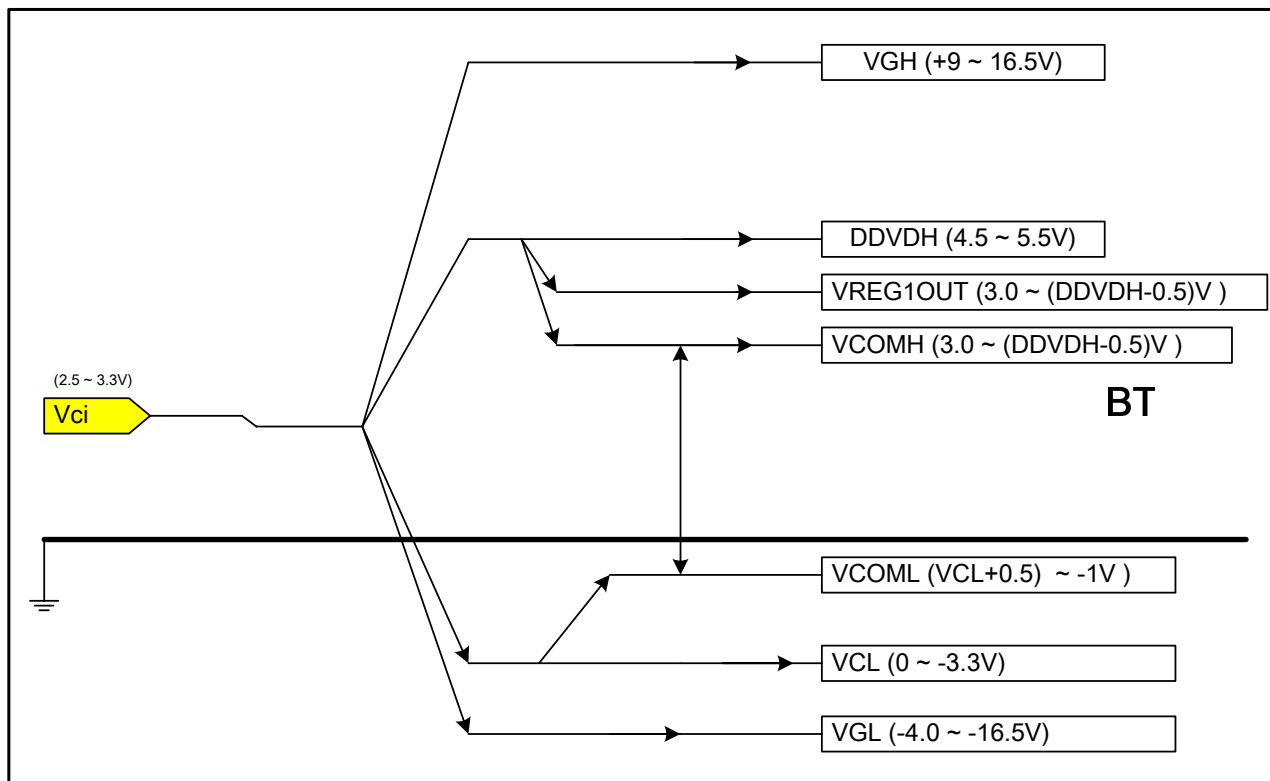 VGH (+9 ~ 16.5V)
DDVDH (4.5 ~ 5.5V)
VREG1OUT (3.0 ~ (DDVDH-0.5)V )
VCOMH (3.0 ~ (DDVDH-0.5)V )
(2.5 ~ 3.3V)
Vci
BT
VCOML (VCL+0.5) ~ -1V )
VCL (0 ~ -3.3V)
VGL (-4.0 ~ -16.5V)